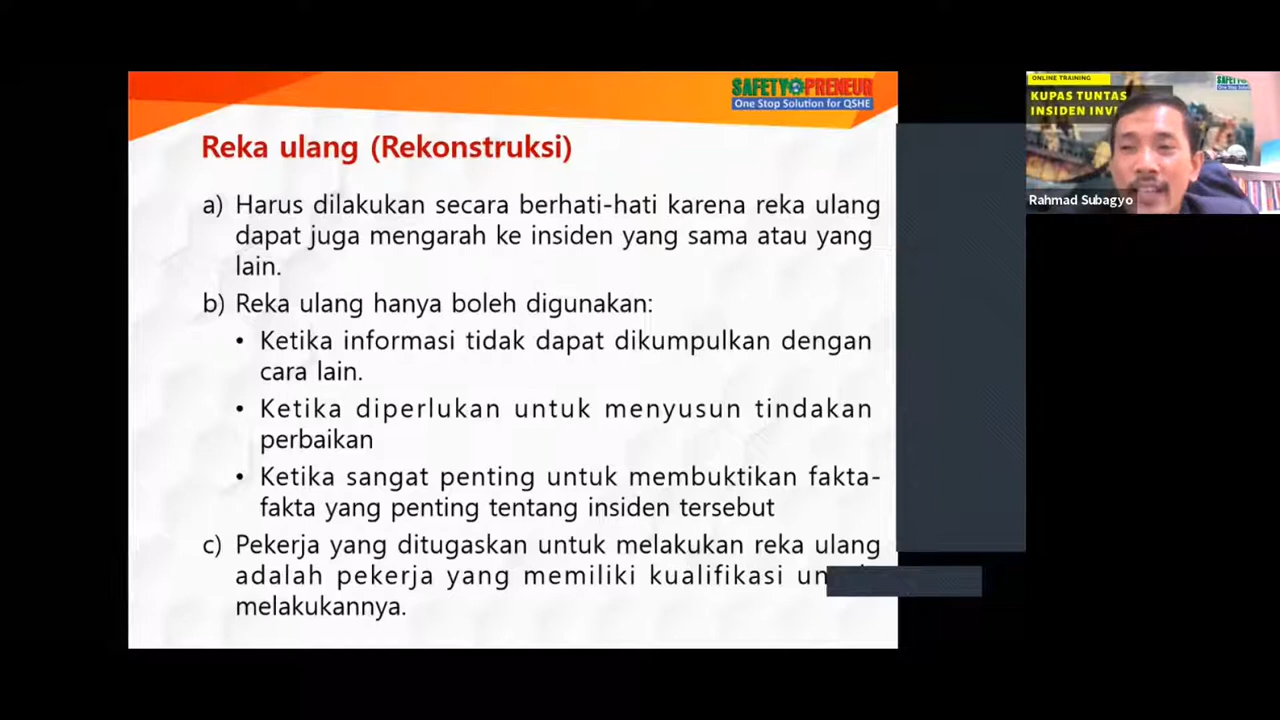 SAFETY PRENEUR
One Stop Solution for QSHE
Reka ulang (Rekonstruksi)
a) Harus dilakukan secara berhati-hati karena reka ulang
dapat juga mengarah ke insiden yang sama atau yang
lain.
b) Reka ulang hanya boleh digunakan:
• Ketika informasi tidak dapat dikumpulkan dengan
cara lain.
• Ketika diperlukan untuk menyusun tindakan
perbaikan
• Ketika sangat penting untuk membuktikan fakta-
fakta yang penting tentang insiden tersebut
c) Pekerja yang ditugaskan untuk melakukan reka ulang
adalah pekerja yang memiliki kualifikasi
melakukannya.
ONLINE TRAINING
KUPAS TUNTAS
INSIDEN
Rahmad Subagyo